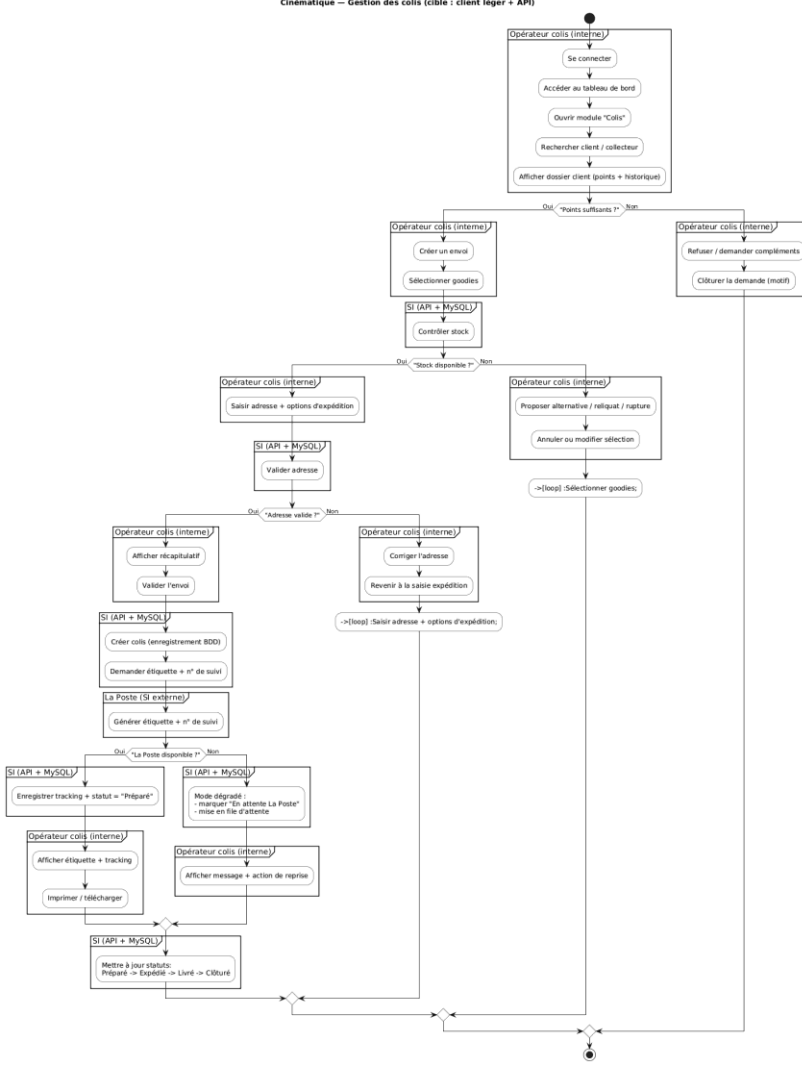 Cinématique — Gestion des colis (cible : client léger + API)
Opérateur colis (interne)
Se connecter
Accéder au tableau de bord
Ouvrir module "Colis"
Rechercher client / collecteur
Afficher dossier client (points + historique)
Oui
"Points suffisants ?"
Non
Opérateur colis (interne)
Créer un envoi
Sélectionner goodies
Opérateur colis (interne)
Refuser / demander compléments
Clôturer la demande (motif)
SI (API + MySQL)
Contrôler stock
Oui
"Stock disponible ?"
Non
Opérateur colis (interne)
Saisir adresse + options d'expédition
Opérateur colis (interne)
Proposer alternative / reliquat / rupture
Annuler ou modifier sélection
->[loop] :Sélectionner goodies;
SI (API + MySQL)
Valider adresse
Oui
"Adresse valide ?"
Non
Opérateur colis (interne)
Afficher récapitulatif
Valider l'envoi
Opérateur colis (interne)
Corriger l'adresse
Revenir à la saisie expédition
->[loop] :Saisir adresse + options d'expédition;
SI (API + MySQL)
Créer colis (enregistrement BDD)
Demander étiquette + n° de suivi
La Poste (SI externe)
Générer étiquette + n° de suivi
Oui
"La Poste disponible ?"
Non
SI (API + MySQL)
Enregistrer tracking + statut = "Préparé"
SI (API + MySQL)
Mode dégradé :
- marquer "En attente La Poste"
- mise en file d'attente
Opérateur colis (interne)
Afficher étiquette + tracking
Imprimer / télécharger
Opérateur colis (interne)
Afficher message + action de reprise
SI (API + MySQL)
Mettre à jour statuts:
Préparé -> Expédié -> Livré -> Clôturé